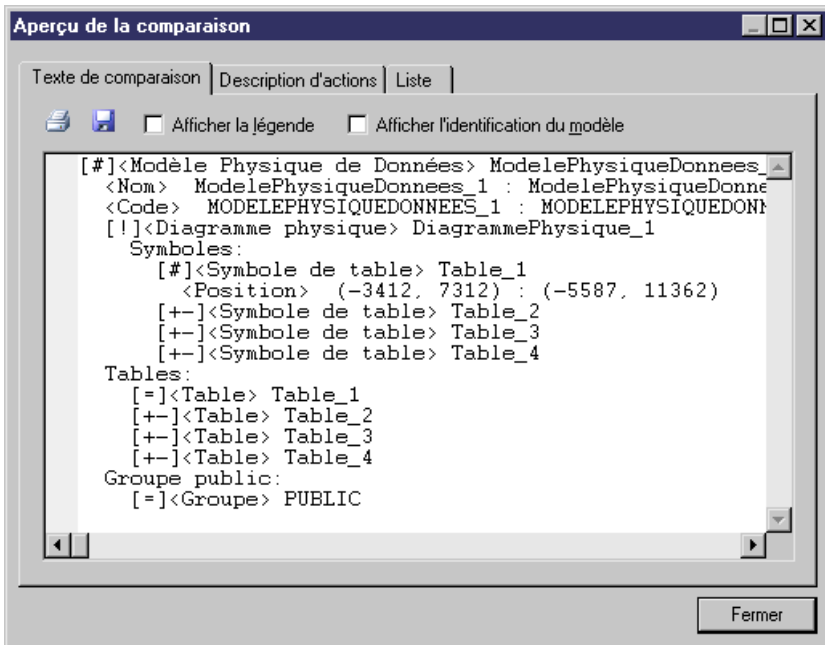 Aperçu de la comparaison
Texte de comparaison Description d'actions Liste
Afficher la légende Afficher l'identification du modèle
[#]<Modèle Physique de Données> ModelePhysiqueDonnees_
<Nom> ModelePhysiqueDonnees_1 : ModelePhysiqueDonne
<Code> MODELEPHYSIQUEDONNEES_1 : MODELEPHYSIQUEDONN
[!]<Diagramme physique> DiagrammePhysique_1
Symboles:
[#]<Symbole de table> Table_1
<Position> (-3412, 7312) : (-5587, 11362)
[+-]<Symbole de table> Table_2
[+-]<Symbole de table> Table_3
[+-]<Symbole de table> Table_4
Tables:
[=]<Table> Table_1
[+-]<Table> Table_2
[+-]<Table> Table_3
[+-]<Table> Table_4
Groupe public:
[=]<Groupe> PUBLIC
Fermer